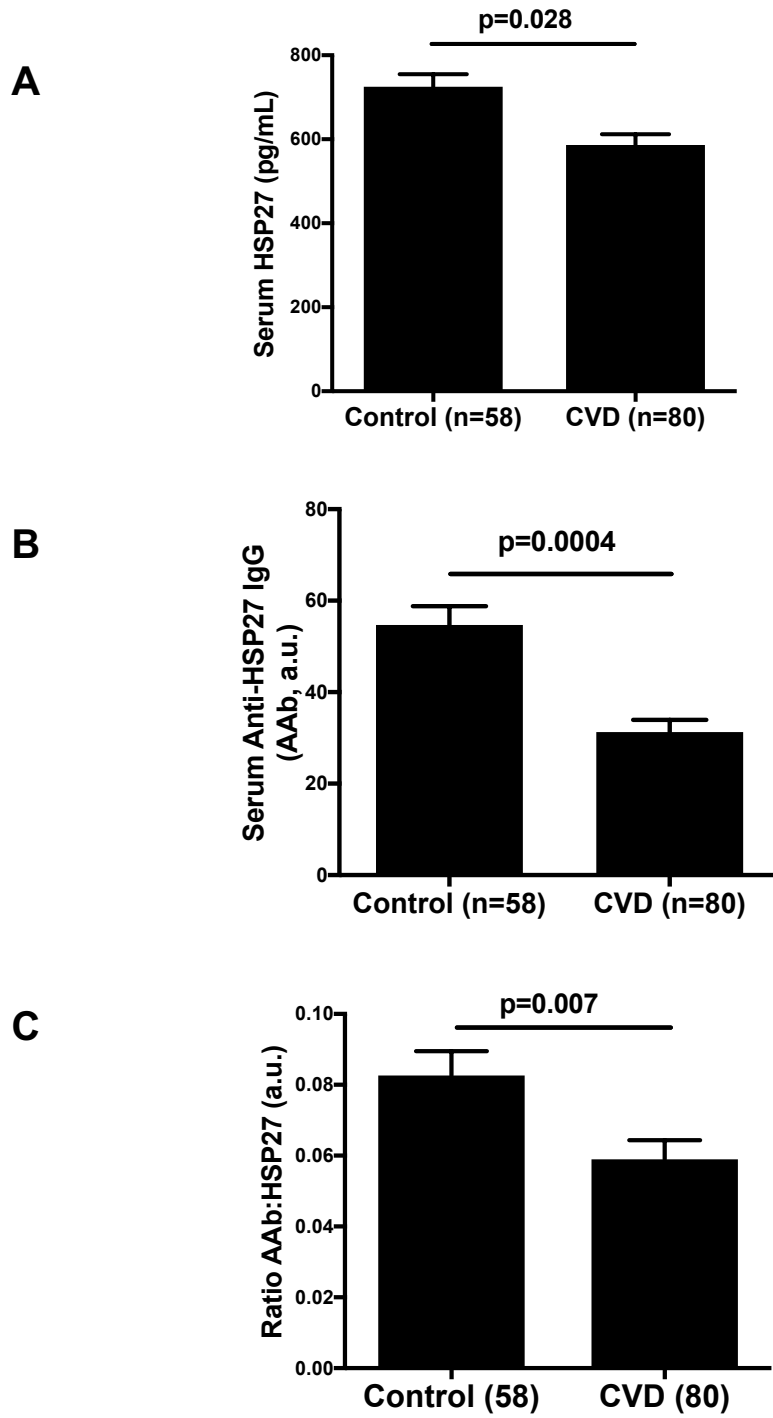 A
p=0.028
Serum HSP27 (pg/mL)
800
600
400
200
0
Control (n=58) CVD (n=80)
B
p=0.0004
Serum Anti-HSP27 IgG
(AAb, a.u.)
80
60
40
20
0
Control (n=58) CVD (n=80)
C
p=0.007
Ratio AAb:HSP27 (a.u.)
0.10
0.08
0.06
0.04
0.02
0.00
Control (58) CVD (80)